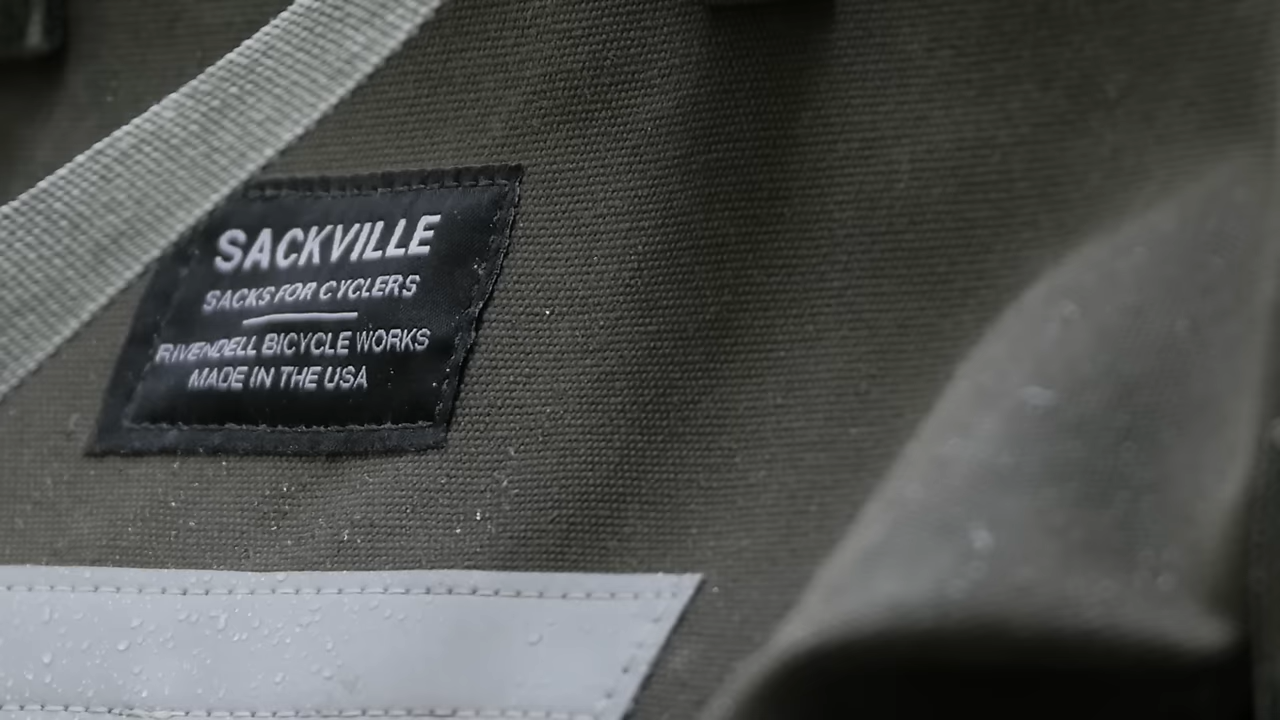 SACKVILLE
SACKS FOR CYCLERS
RIVENDELL BICYCLE WORKS
MADE IN THE USA